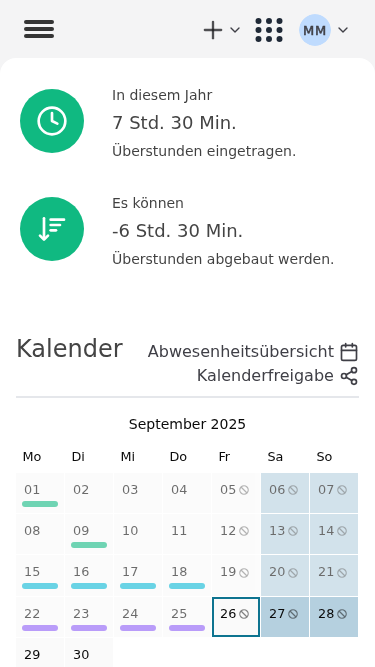 MM
In diesem Jahr
7 Std. 30 Min.
Überstunden eingetragen.
Es können
-6 Std. 30 Min.
Überstunden abgebaut werden.
Kalender
Abwesenheitsübersicht
Kalenderfreigabe
September 2025
Mo Di Mi Do Fr Sa So
01 02 03 04 05 06 07
08 09 10 11 12 13 14
15 16 17 18 19 20 21
22 23 24 25 26 27 28
29 30